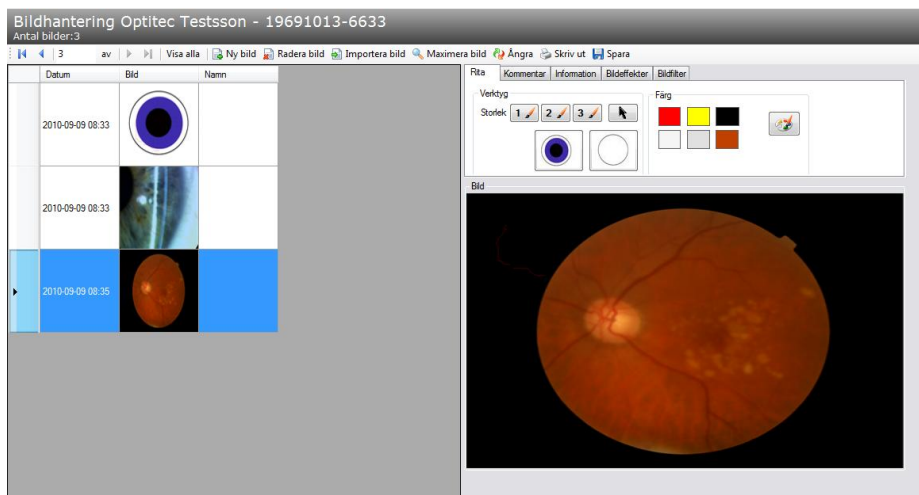 Bildhantering Optitec Testsson - 19691013-6633
Antal bilder:3
3 av Visa alla Ny bild Radera bild Importera bild Maximera bild Ångra Skriv ut Spara
Datum Bild Namn
2010-09-09 08:33
2010-09-09 08:33
2010-09-09 08:35
Rita Kommentar Information Bildeffekter Bildfilter
Verktyg
Storlek 1 2 3
Färg
Bild